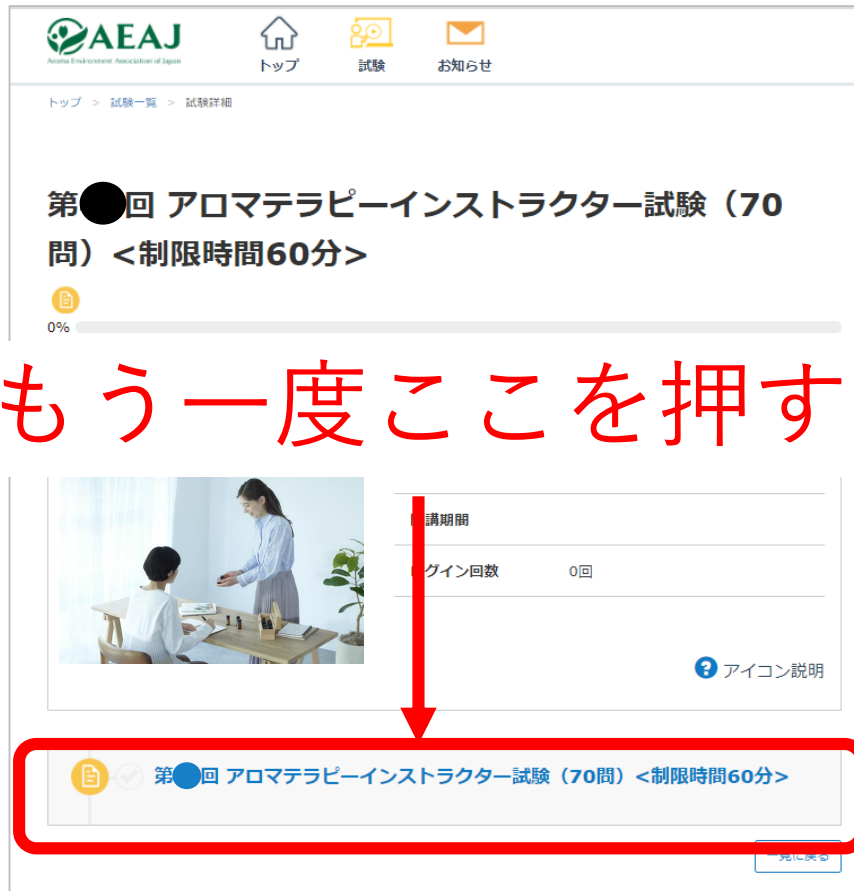 AEAJ
Aroma Environment Association of Japan
トップ
試験
お知らせ
トップ > 試験一覧 > 試験詳細
第 回 アロマテラピーインストラクター試験（70
問）<制限時間60分>
0%
もう一度ここを押す
講期間
グイン回数 0回
? アイコン説明
第 回 アロマテラピーインストラクター試験（70問）<制限時間60分>
一覧に戻る